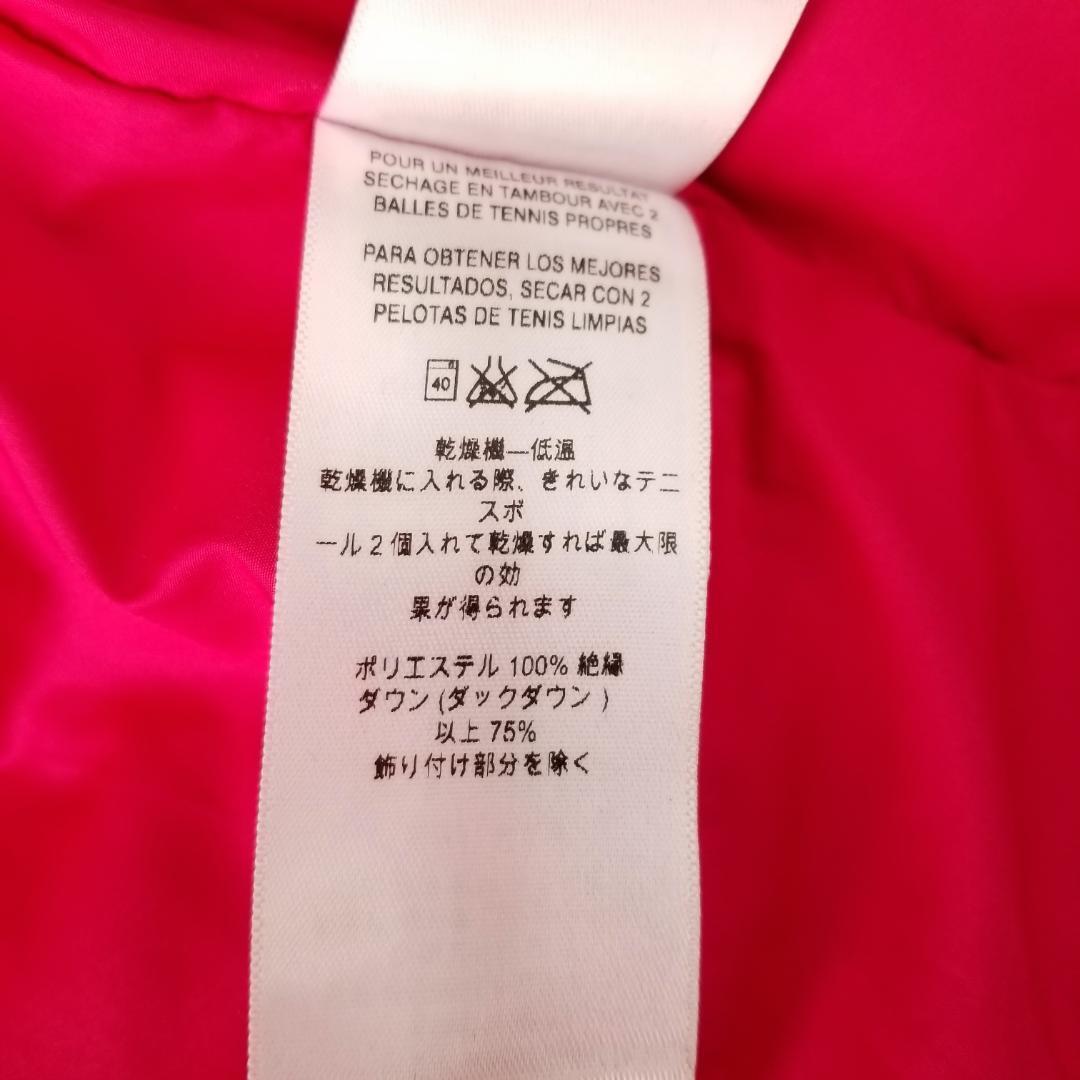 POUR UN MEILLEUR RESULTAT
SECHAGE EN TAMBOUR AVEC 2
BALLES DE TENNIS PROPRES
PARA OBTENER LOS MEJORES
RESULTADOS, SECAR CON 2
PELOTAS DE TENIS LIMPIAS
40
乾燥機—低温
乾燥機に入れる際、きれいなテニ
スボ
ール2個入れて乾燥すれば最大限
の効
果が得られます
ポリエステル 100% 絶縁
ダウン (ダックダウン )
以上 75%
飾り付け部分を除く